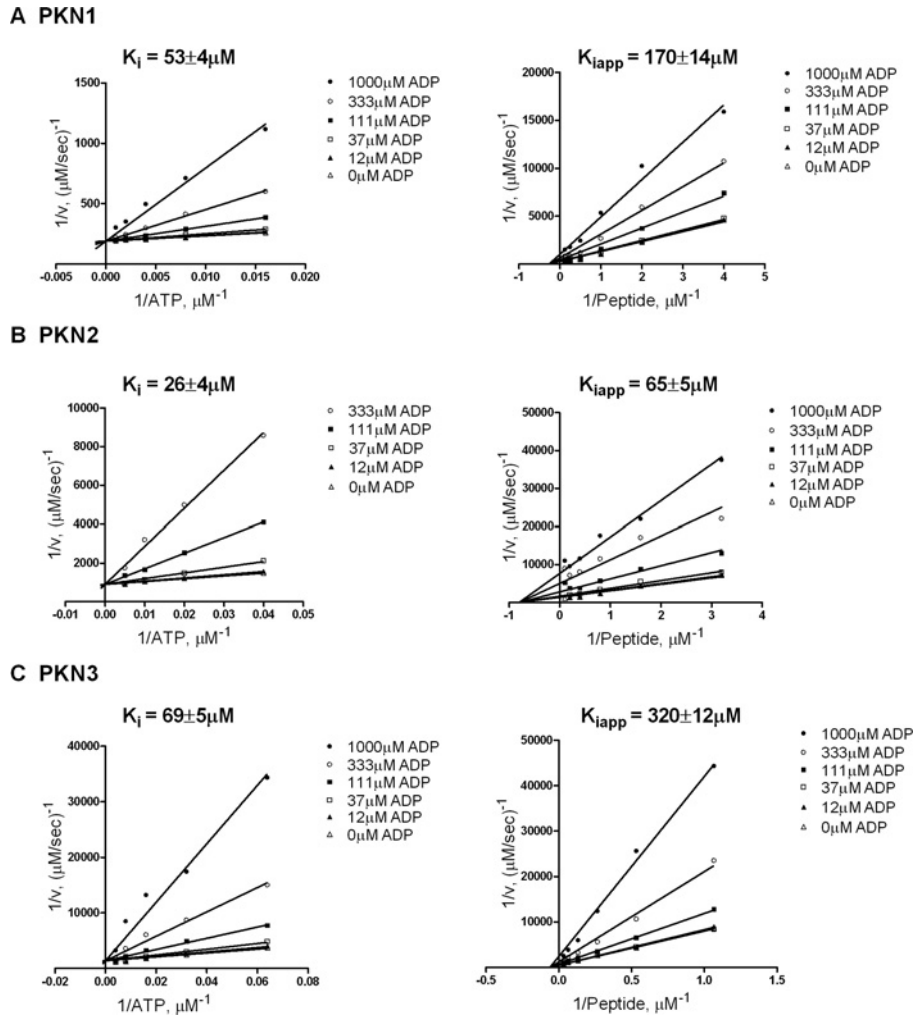 A PKN1
Ki = 53±4μM
1500
1000
500
-0.005 0.000 0.005 0.010 0.015 0.020
1/v, (μM/sec)-1
1/ATP, μM-1
1000μM ADP
333μM ADP
111μM ADP
37μM ADP
12μM ADP
0μM ADP
Kiapp = 170±14μM
20000
15000
10000
5000
-1 0 1 2 3 4 5
1/v, (μM/sec)-1
1/Peptide, μM-1
1000μM ADP
333μM ADP
111μM ADP
37μM ADP
12μM ADP
0μM ADP
B PKN2
Ki = 26±4μM
10000
8000
6000
4000
2000
-0.01 0.00 0.01 0.02 0.03 0.04 0.05
1/v, (μM/sec)-1
1/ATP, μM-1
333μM ADP
111μM ADP
37μM ADP
12μM ADP
0μM ADP
Kiapp = 65±5μM
50000
40000
30000
20000
10000
-1 0 1 2 3 4
1/v, (μM/sec)-1
1/Peptide, μM-1
1000μM ADP
333μM ADP
111μM ADP
37μM ADP
12μM ADP
0μM ADP
C PKN3
Ki = 69±5μM
40000
30000
20000
10000
-0.02 0.00 0.02 0.04 0.06 0.08
1/v, (μM/sec)-1
1/ATP, μM-1
1000μM ADP
333μM ADP
111μM ADP
37μM ADP
12μM ADP
0μM ADP
Kiapp = 320±12μM
50000
40000
30000
20000
10000
-0.5 0.0 0.5 1.0 1.5
1/v, (μM/sec)-1
1/Peptide, μM-1
1000μM ADP
333μM ADP
111μM ADP
37μM ADP
12μM ADP
0μM ADP